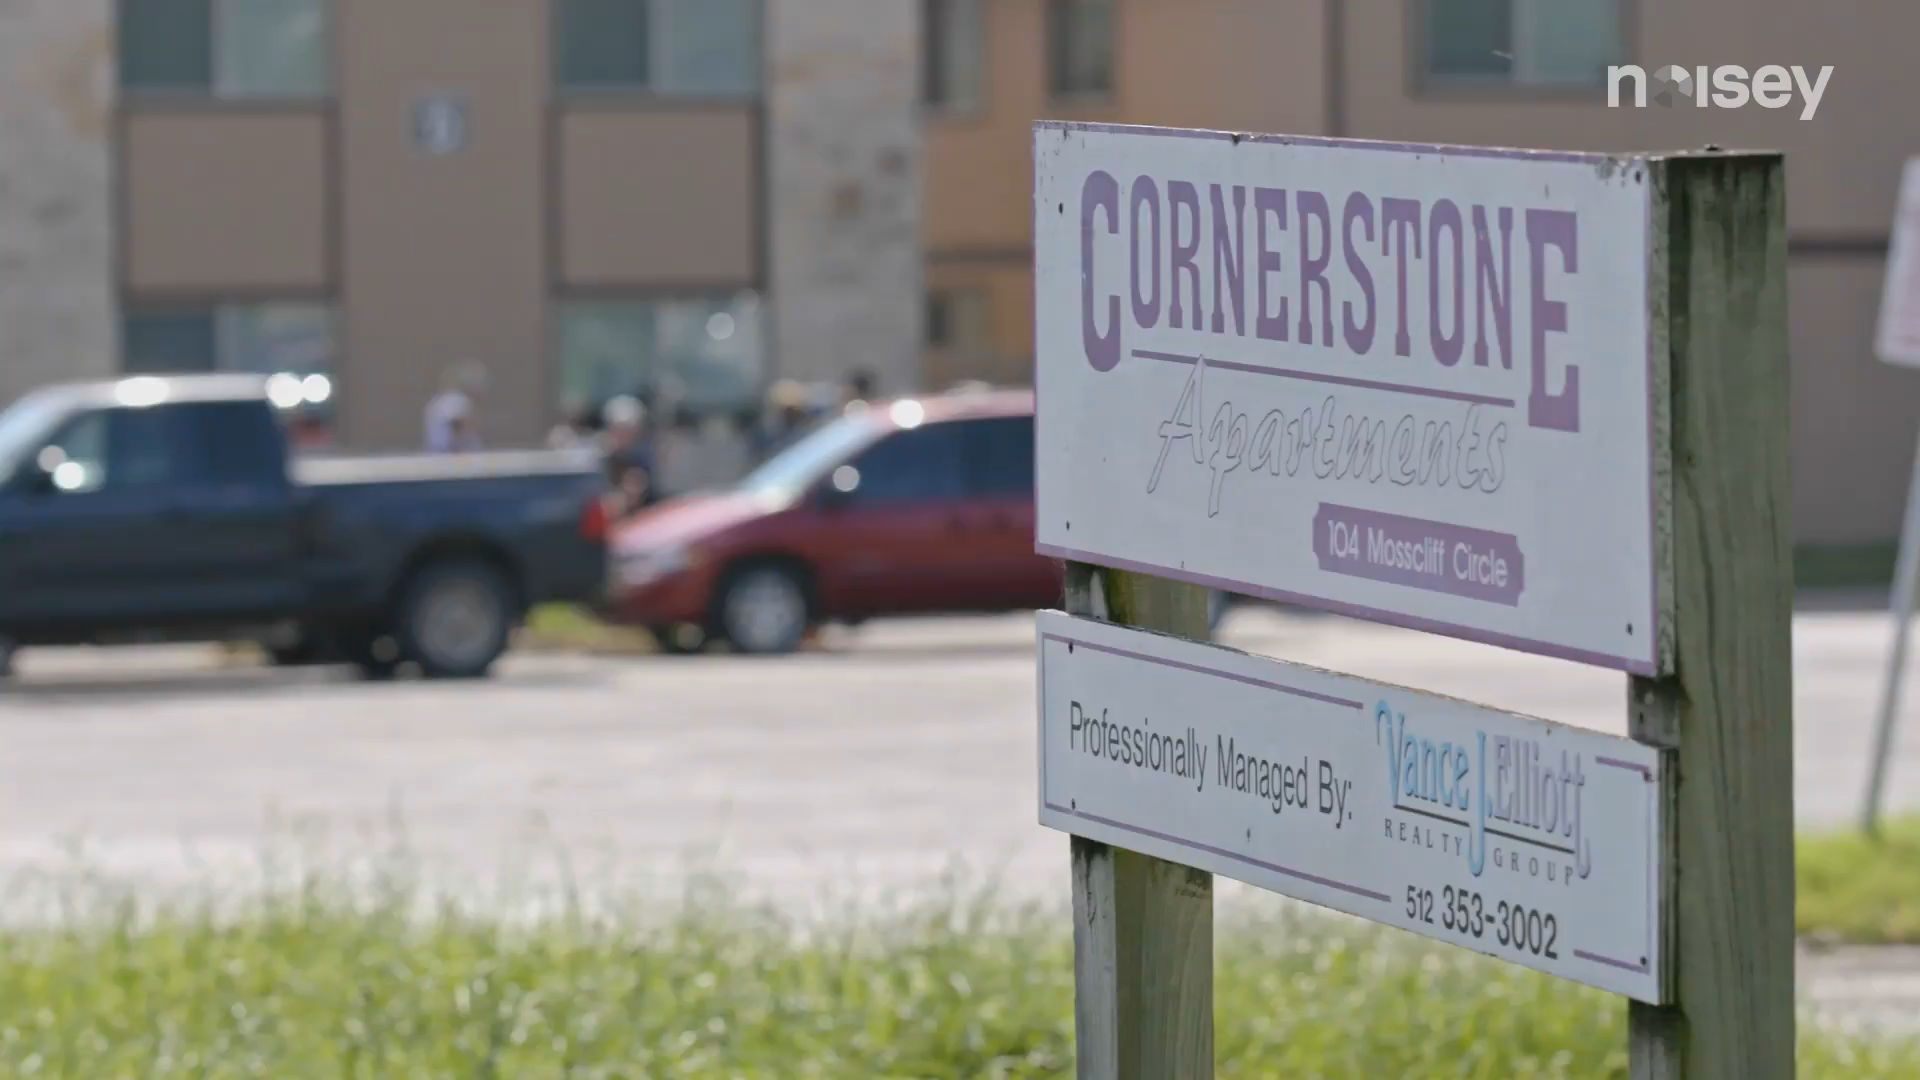 noisey
CORNERSTONE
Apartments
104 Mosscliff Circle
Professionally Managed By:
Vance J. Elliott
REALTY GROUP
512 353-3002